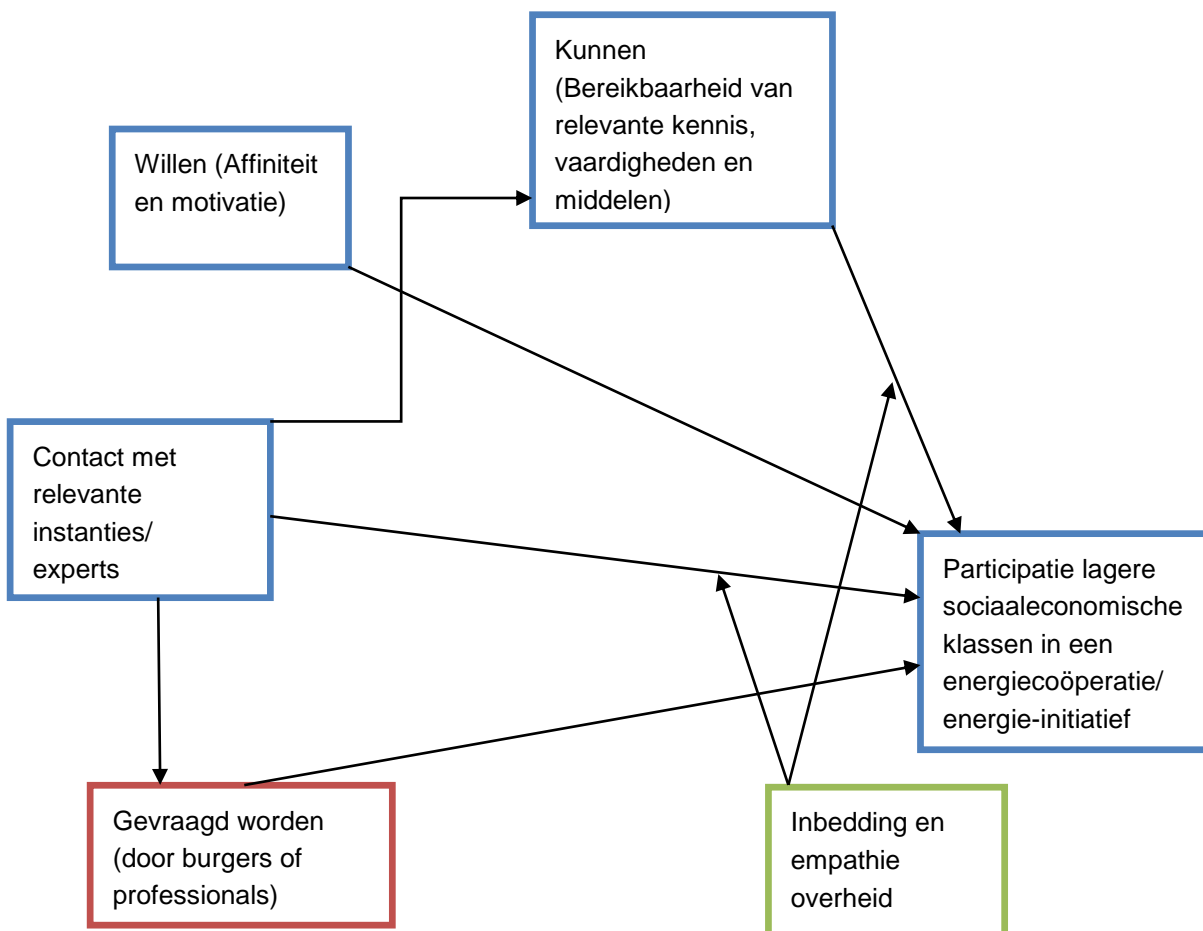 Kunnen
(Bereikbaarheid van
relevante kennis,
vaardigheden en
middelen)
Willen (Affiniteit
en motivatie)
Contact met
relevante
instanties/
experts
Participatie lagere
sociaaleconomische
klassen in een
energiecoöperatie/
energie-initiatief
Gevraagd worden
(door burgers of
professionals)
Inbedding en
empathie
overheid